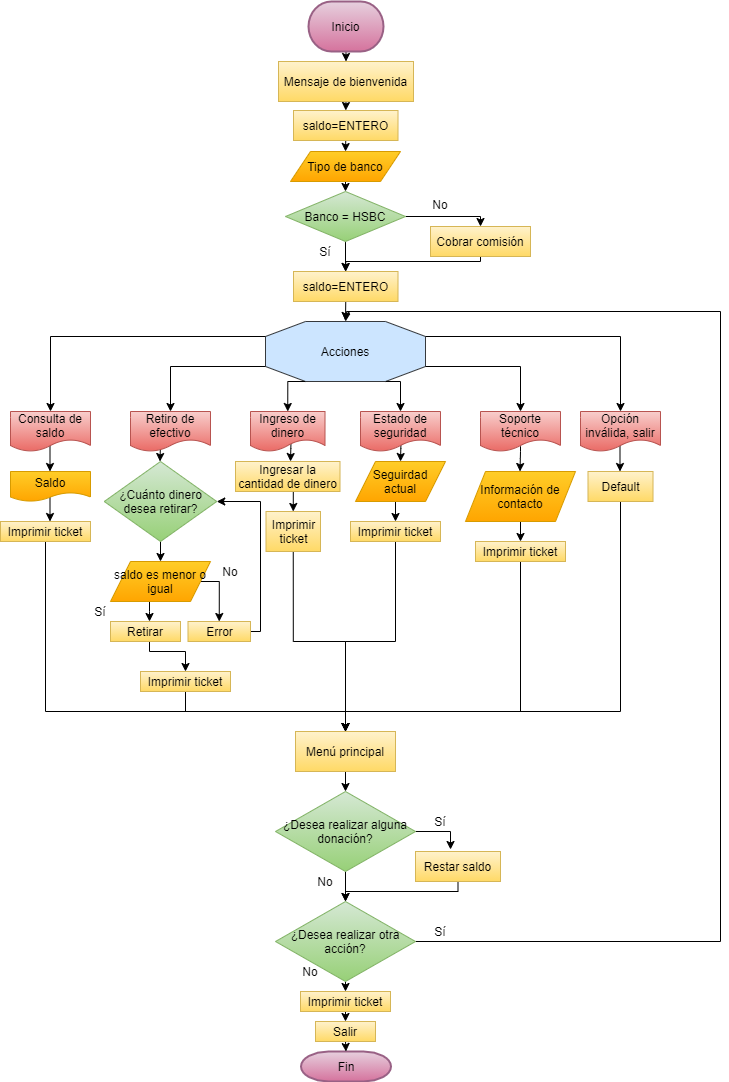 Inicio
Mensaje de bienvenida
saldo=ENTERO
Tipo de banco
Banco = HSBC
No
Cobrar comisión
Sí
saldo=ENTERO
Acciones
Consulta de
saldo
Retiro de
efectivo
Ingreso de
dinero
Estado de
seguridad
Soporte
técnico
Opción
inválida, salir
Saldo
¿Cuánto dinero
desea retirar?
Ingresar la
cantidad de dinero
Seguirdad
actual
Información de
contacto
Default
Imprimir ticket
Imprimir
ticket
Imprimir ticket
Imprimir ticket
saldo es menor o
igual
No
Sí
Retirar
Error
Imprimir ticket
Menú principal
¿Desea realizar alguna
donación?
Sí
Restar saldo
No
¿Desea realizar otra
acción?
Sí
No
Imprimir ticket
Salir
Fin